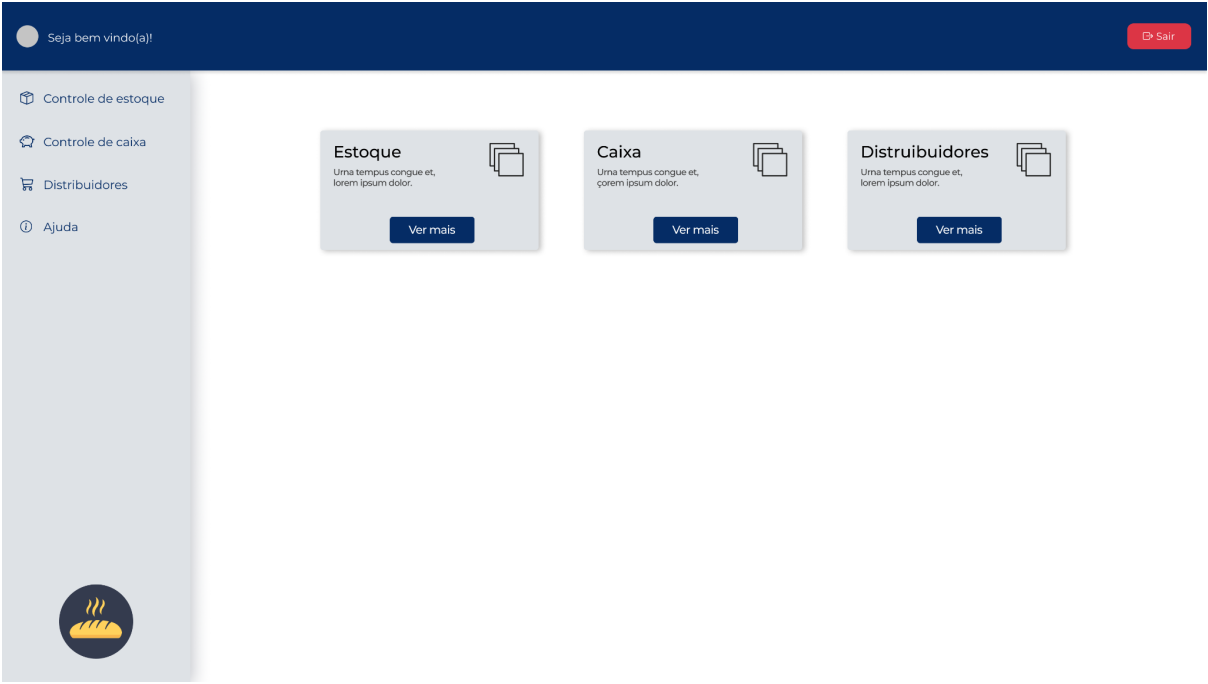 Seja bem vindo(a)!
Sair
Controle de estoque
Controle de caixa
Distribuidores
Ajuda
Estoque
Urna tempus congue et,
lorem ipsum dolor.
Ver mais
Caixa
Urna tempus congue et,
çorem ipsum dolor.
Ver mais
Distruibuidores
Urna tempus congue et,
lorem ipsum dolor.
Ver mais